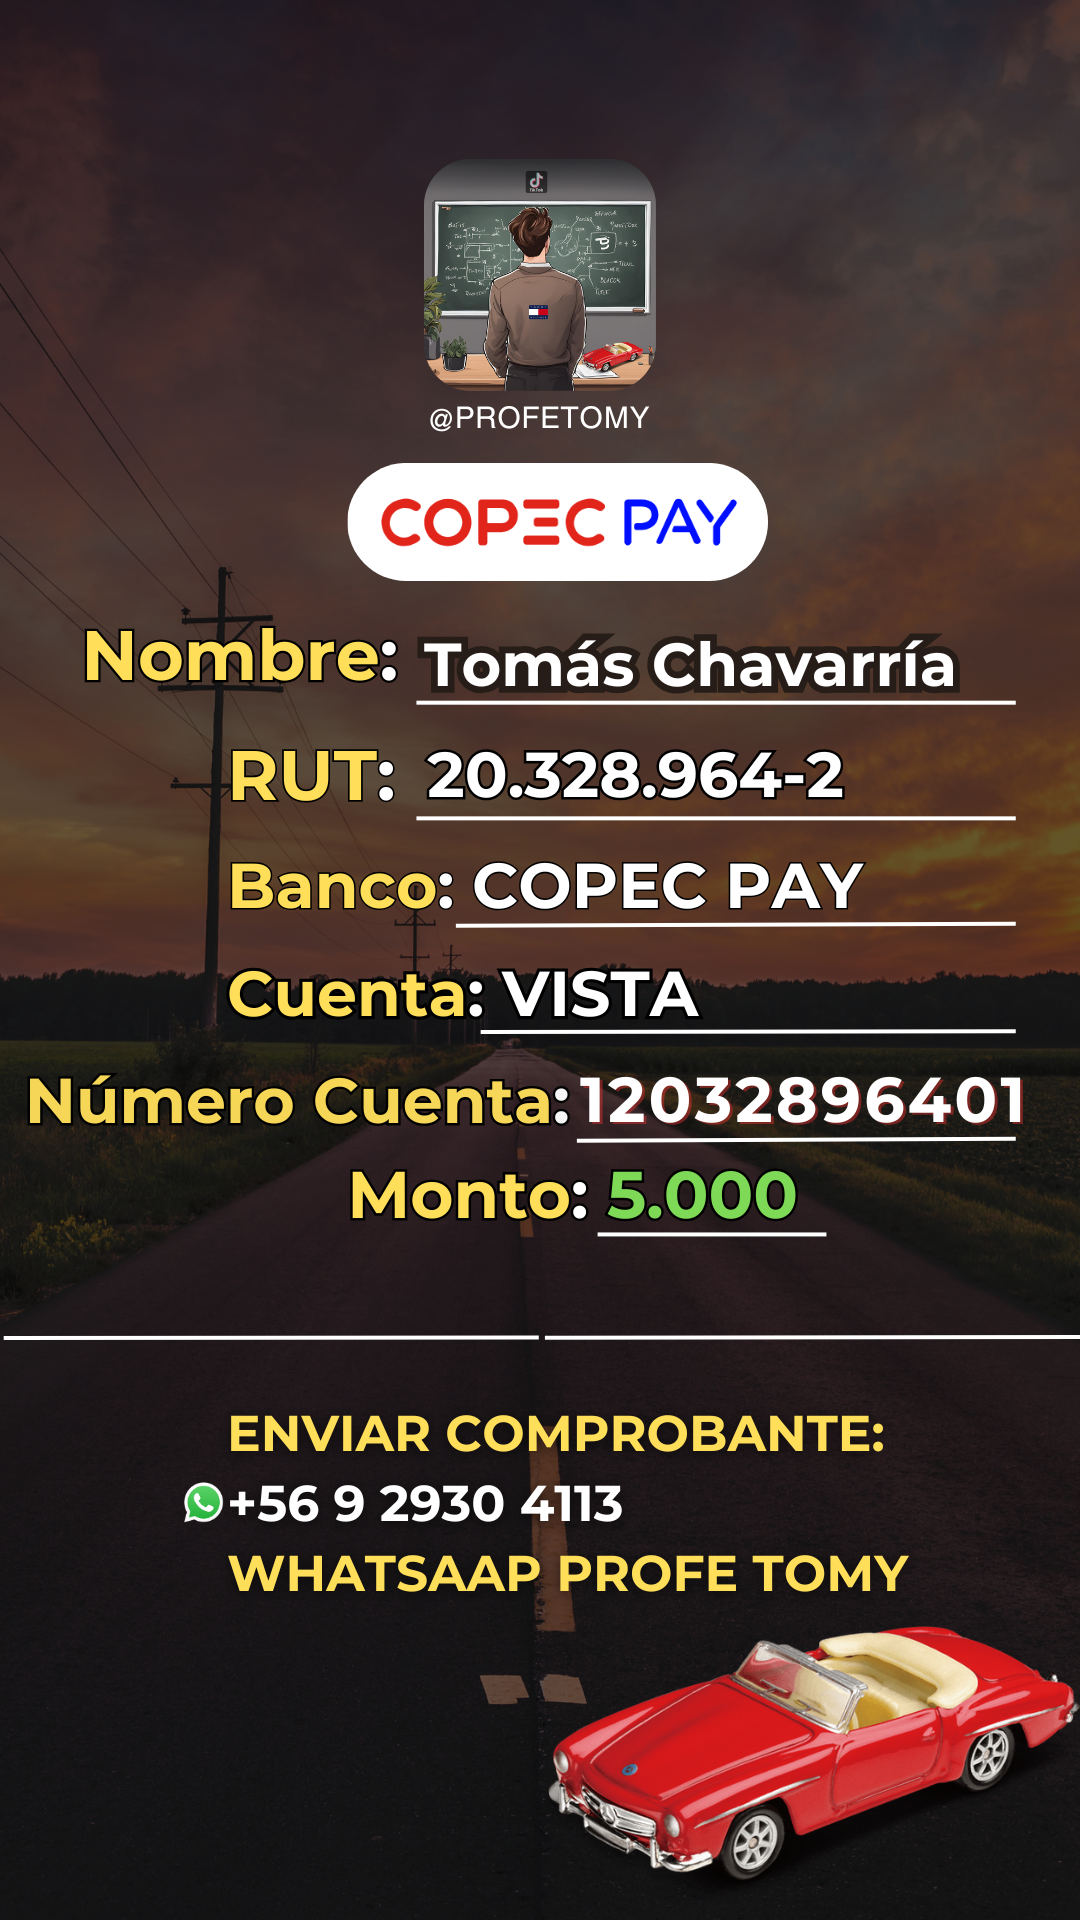 TikTok
@PROFETOMY
COPEC PAY
Nombre: Tomás Chavarría
RUT: 20.328.964-2
Banco: COPEC PAY
Cuenta: VISTA
Número Cuenta: 12032896401
Monto: 5.000
ENVIAR COMPROBANTE:
+56 9 2930 4113
WHATSAAP PROFE TOMY